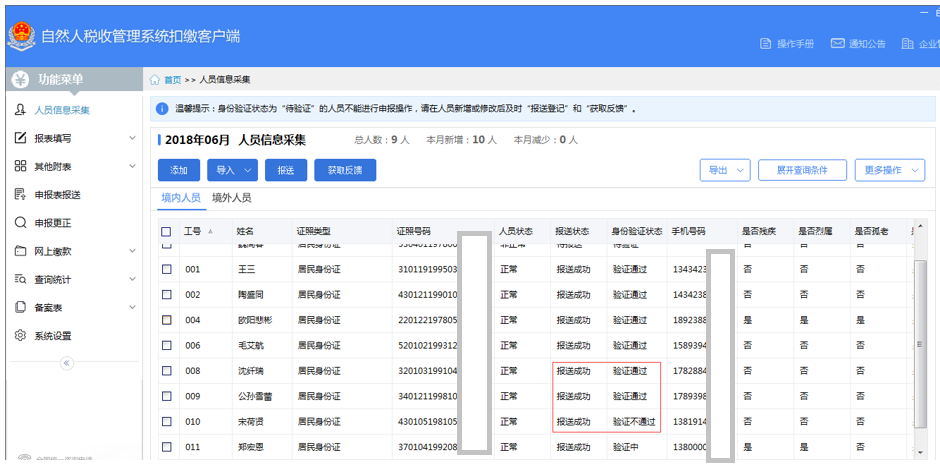 自然人税收管理系统扣缴客户端
操作手册 通知公告 企业
功能菜单
首页 >> 人员信息采集
人员信息采集
报表填写
其他附表
申报表报送
申报更正
网上缴款
查询统计
备案表
系统设置
温馨提示：身份验证状态为“待验证”的人员不能进行申报操作，请在人员新增或修改后及时“报送登记”和“获取反馈”。
2018年06月 人员信息采集 总人数：9 人 本月新增：10 人 本月减少：0 人
添加 导入 报送 获取反馈 导出 展开查询条件 更多操作
境内人员 境外人员
工号 姓名 证照类型 证照号码 人员状态 报送状态 身份验证状态 手机号码 是否残疾 是否烈属 是否孤老
居民身份证 非正常 待报送 待验证 否 否 否
001 王三 居民身份证 310119199503 正常 报送成功 验证通过 1343423 否 否 否
002 陶盛同 居民身份证 430121199010 正常 报送成功 验证通过 1434238 否 否 否
004 欧阳悲彬 居民身份证 220122197805 正常 报送成功 验证通过 1892388 是 是 是
006 毛艾航 居民身份证 520102199312 正常 报送成功 验证通过 1589394 否 否 否
008 沈纤瑞 居民身份证 320103199104 正常 报送成功 验证通过 1782884 否 否 否
009 公孙雪蕾 居民身份证 340121199810 正常 报送成功 验证通过 1789398 否 否 否
010 宋荷贤 居民身份证 430105198105 正常 报送成功 验证不通过 1381914 否 否 否
011 郑宏恩 居民身份证 370104199208 正常 报送成功 验证中 1380000 是 是 否